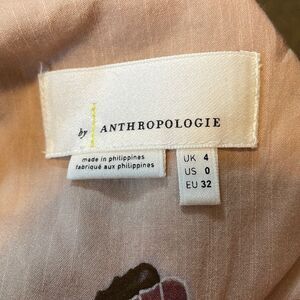 by ANTHROPOLOGIE
made in philippines
fabriqué aux philippines
UK 4
US 0
EU 32